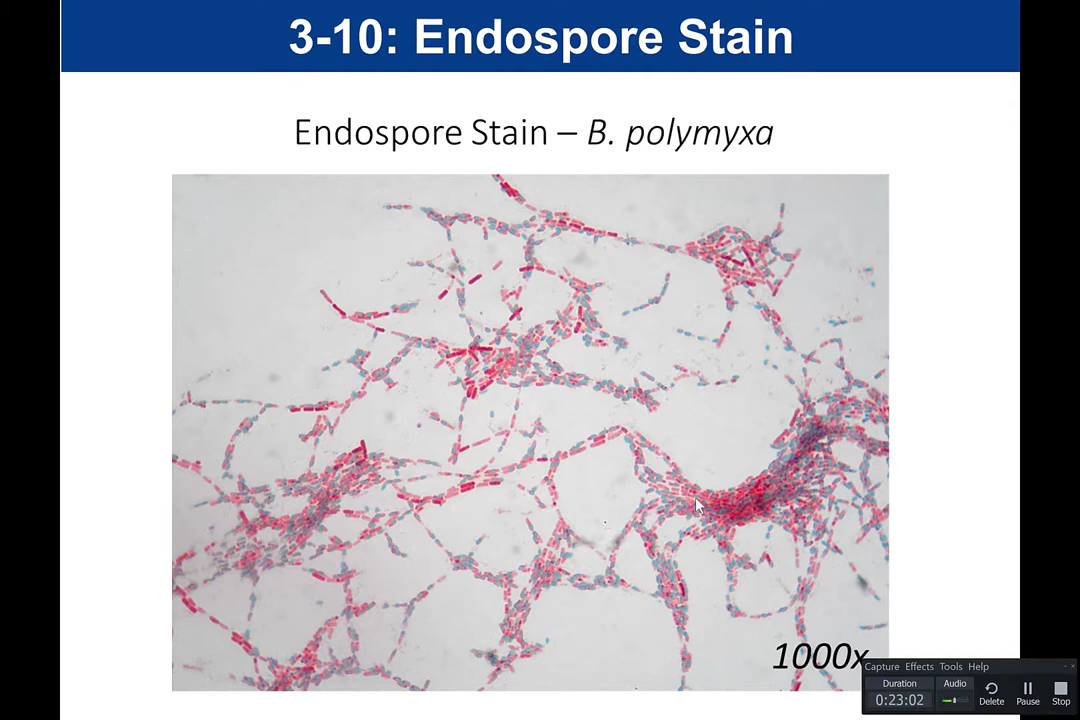 3-10: Endospore Stain
Endospore Stain – B. polymyxa
1000x
Capture Effects Tools Help
Duration Audio
0:23:02 Delete Pause Stop